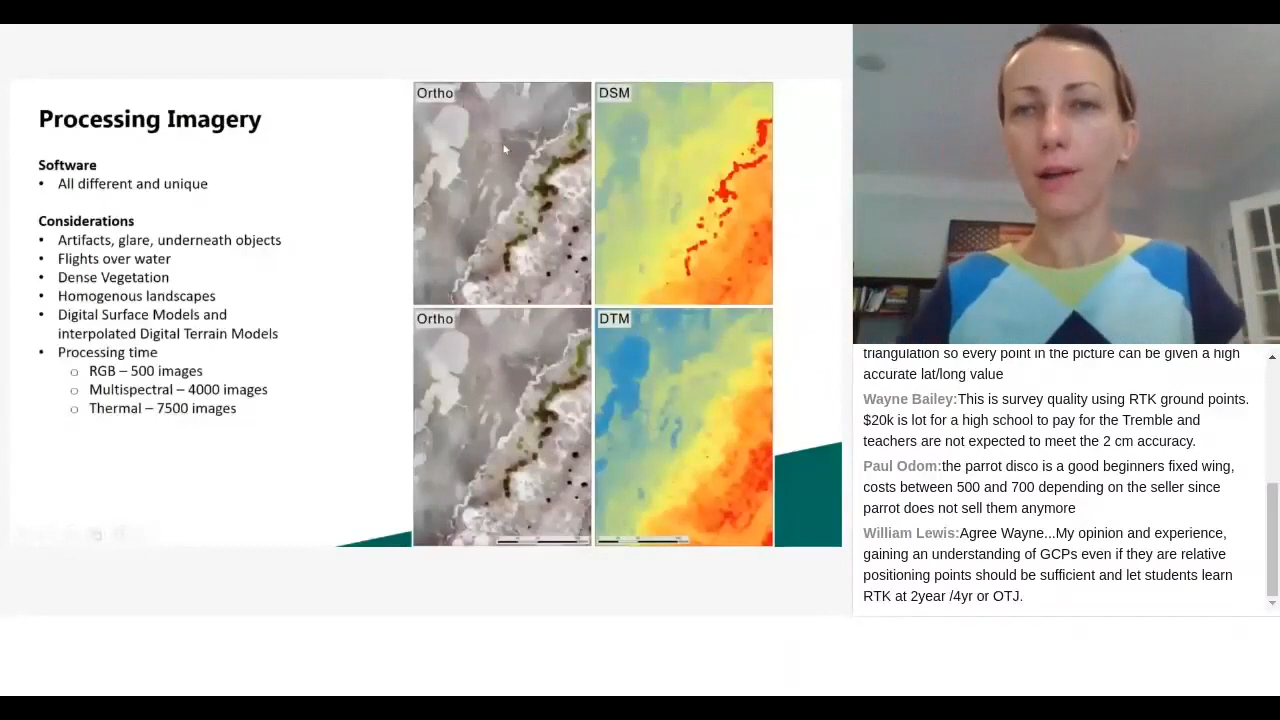 Processing Imagery
Software
• All different and unique
Considerations
• Artifacts, glare, underneath objects
• Flights over water
• Dense Vegetation
• Homogenous landscapes
• Digital Surface Models and
interpolated Digital Terrain Models
• Processing time
o RGB – 500 images
o Multispectral – 4000 images
o Thermal – 7500 images
Ortho
DSM
Ortho
DTM
triangulation so every point in the picture can be given a high
accurate lat/long value
Wayne Bailey:This is survey quality using RTK ground points.
$20k is lot for a high school to pay for the Tremble and
teachers are not expected to meet the 2 cm accuracy.
Paul Odom:the parrot disco is a good beginners fixed wing,
costs between 500 and 700 depending on the seller since
parrot does not sell them anymore
William Lewis:Agree Wayne...My opinion and experience,
gaining an understanding of GCPs even if they are relative
positioning points should be sufficient and let students learn
RTK at 2year /4yr or OTJ.